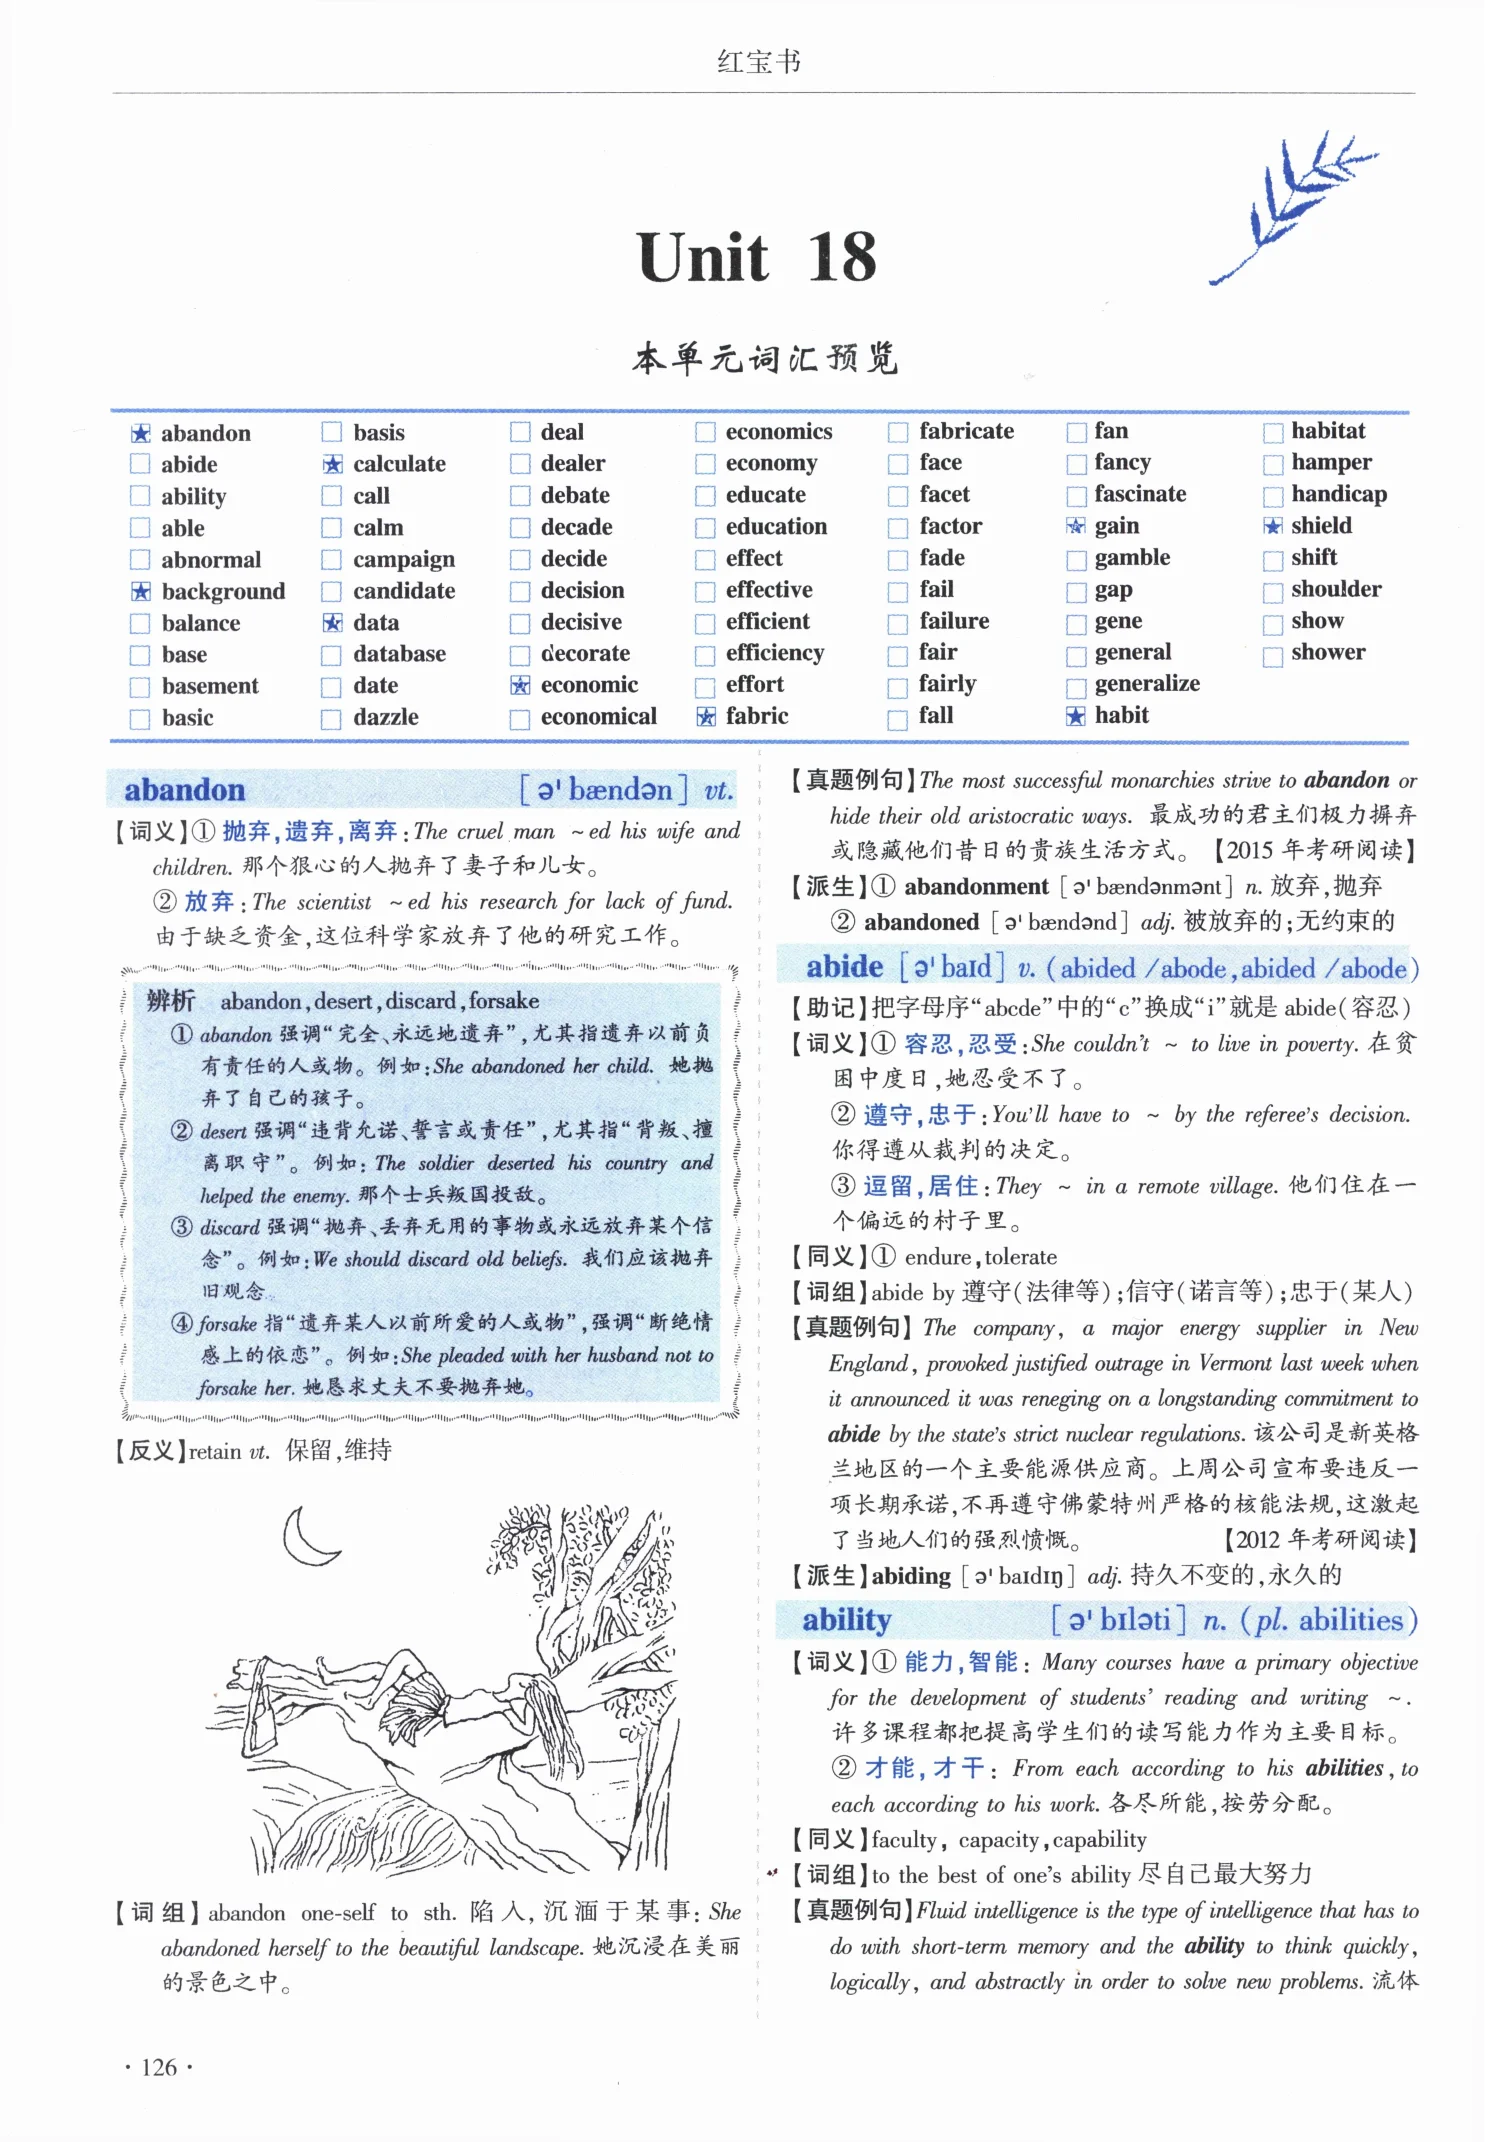 红宝书
Unit 18
本单元词汇预览
abandon
abide
ability
able
abnormal
background
balance
base
basement
basic
basis
calculate
call
calm
campaign
candidate
data
database
date
dazzle
deal
dealer
debate
decade
decide
decision
decisive
decorate
economic
economical
economics
economy
educate
education
effect
effective
efficient
efficiency
effort
fabric
fabricate
face
facet
factor
fade
fail
failure
fair
fairly
fall
fan
fancy
fascinate
gain
gamble
gap
gene
general
generalize
habit
habitat
hamper
handicap
shield
shift
shoulder
show
shower
abandon [ə'bændən] vt.
【词义】① 抛弃,遗弃,离弃:The cruel man ~ed his wife and
children. 那个狠心的人抛弃了妻子和儿女。
② 放弃:The scientist ~ed his research for lack of fund.
由于缺乏资金,这位科学家放弃了他的研究工作。
辨析 abandon,desert,discard,forsake
① abandon 强调“完全、永远地遗弃”,尤其指遗弃以前负
有责任的人或物。例如:She abandoned her child. 她抛
弃了自己的孩子。
② desert 强调“违背允诺、誓言或责任”,尤其指“背叛、擅
离职守”。例如:The soldier deserted his country and
helped the enemy. 那个士兵叛国投敌。
③ discard 强调“抛弃、丢弃无用的事物或永远放弃某个信
念”。例如:We should discard old beliefs. 我们应该抛弃
旧观念。
④ forsake 指“遗弃某人以前所爱的人或物”,强调“断绝情
感上的依恋”。例如:She pleaded with her husband not to
forsake her. 她恳求丈夫不要抛弃她。
【反义】retain vt. 保留,维持
【词组】abandon one-self to sth. 陷入,沉湎于某事:She
abandoned herself to the beautiful landscape. 她沉浸在美丽
的景色之中。
【真题例句】The most successful monarchies strive to abandon or
hide their old aristocratic ways. 最成功的君主们极力摒弃
或隐藏他们昔日的贵族生活方式。【2015 年考研阅读】
【派生】① abandonment [ə'bændənmənt] n. 放弃,抛弃
② abandoned [ə'bændənd] adj. 被放弃的;无约束的
abide [ə'baɪd] v. (abided /abode,abided /abode)
【助记】把字母序“abcde”中的“c”换成“i”就是 abide(容忍)
【词义】① 容忍,忍受:She couldn't ~ to live in poverty. 在贫
困中度日,她忍受不了。
② 遵守,忠于:You'll have to ~ by the referee's decision.
你得遵从裁判的决定。
③ 逗留,居住:They ~ in a remote village. 他们住在一
个偏远的村子里。
【同义】① endure,tolerate
【词组】abide by 遵守(法律等);信守(诺言等);忠于(某人)
【真题例句】The company, a major energy supplier in New
England, provoked justified outrage in Vermont last week when
it announced it was reneging on a longstanding commitment to
abide by the state's strict nuclear regulations. 该公司是新英格
兰地区的一个主要能源供应商。上周公司宣布要违反一
项长期承诺,不再遵守佛蒙特州严格的核能法规,这激起
了当地人们的强烈愤慨。【2012 年考研阅读】
【派生】abiding [ə'baɪdɪŋ] adj. 持久不变的,永久的
ability [ə'bɪləti] n. (pl. abilities)
【词义】① 能力,智能:Many courses have a primary objective
for the development of students' reading and writing ~.
许多课程都把提高学生们的读写能力作为主要目标。
② 才能,才干:From each according to his abilities,to
each according to his work. 各尽所能,按劳分配。
【同义】faculty, capacity,capability
【词组】to the best of one's ability 尽自己最大努力
【真题例句】Fluid intelligence is the type of intelligence that has to
do with short-term memory and the ability to think quickly,
logically, and abstractly in order to solve new problems. 流体
·126·